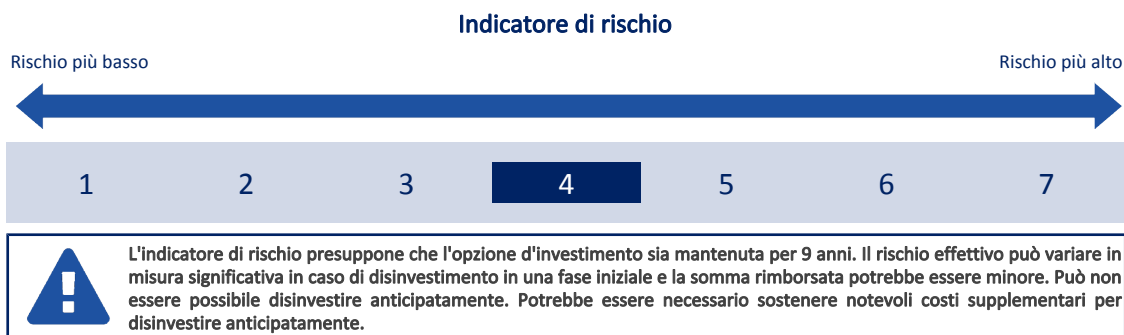 Indicatore di rischio
Rischio più basso
Rischio più alto
1 2 3 4 5 6 7
L'indicatore di rischio presuppone che l'opzione d'investimento sia mantenuta per 9 anni. Il rischio effettivo può variare in
misura significativa in caso di disinvestimento in una fase iniziale e la somma rimborsata potrebbe essere minore. Può non
essere possibile disinvestire anticipatamente. Potrebbe essere necessario sostenere notevoli costi supplementari per
disinvestire anticipatamente.